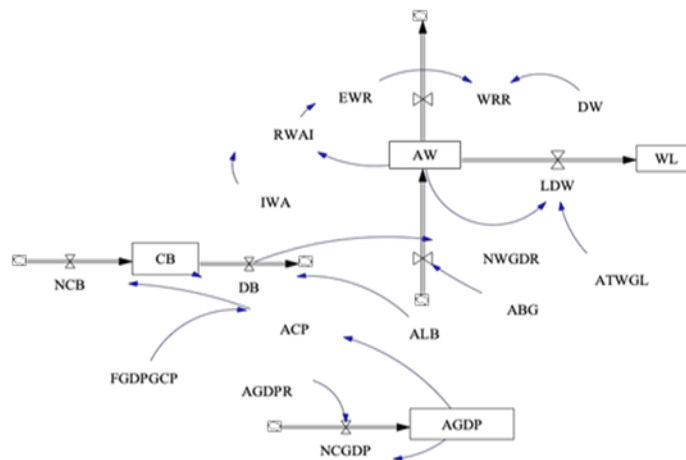 EWR
WRR
DW
RWAI
AW
WL
LDW
IWA
CB
NWGDR
ATWGL
NCB
DB
ABG
ACP
ALB
FGDPGCP
AGDPR
AGDP
NCGDP